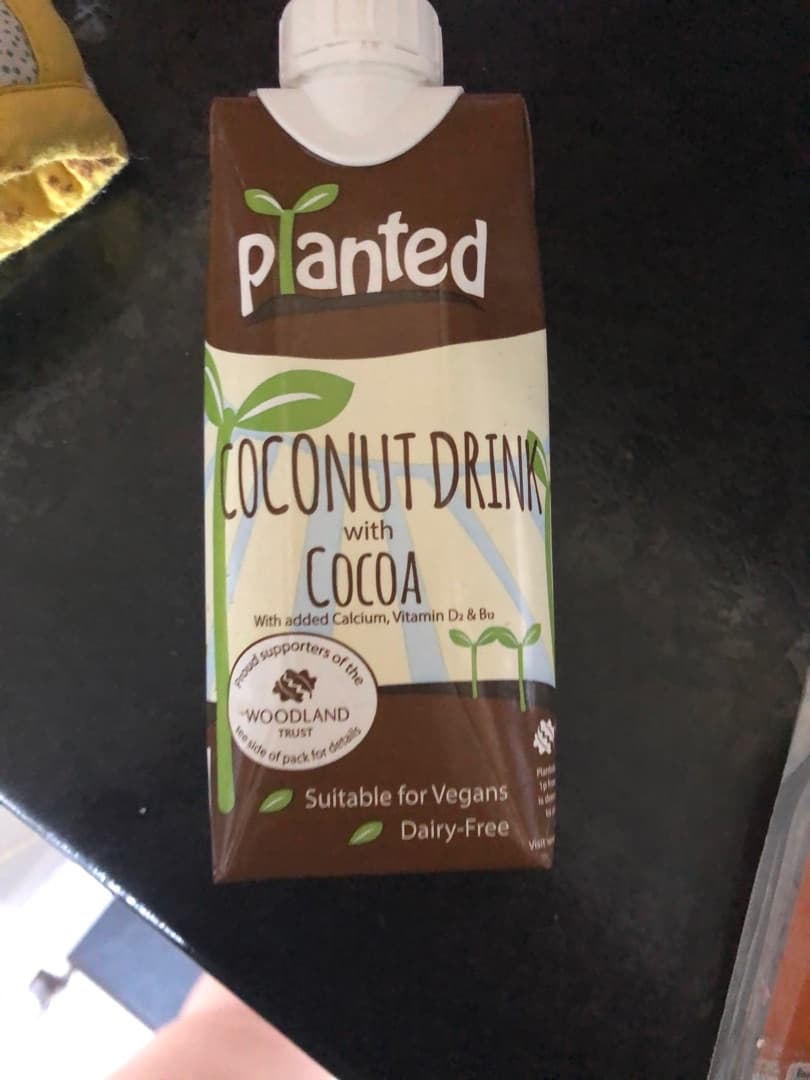 planted
COCONUT DRINK
with
COCOA
With added Calcium, Vitamin D₂ & B₁₂
Proud supporters of the
WOODLAND
TRUST
see side of pack for details
Suitable for Vegans
Dairy-Free
Visit